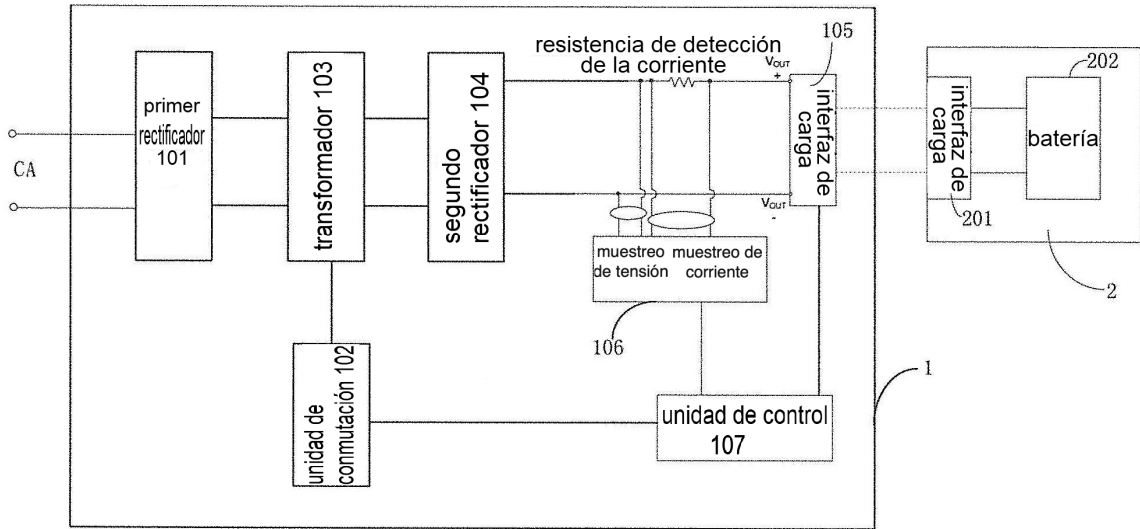 CA
primer
rectificador
101
transformador 103
segundo
rectificador 104
resistencia de detección
de la corriente
V_OUT
+
V_OUT
-
105
interfaz de
carga
muestreo
de tensión
muestreo de
corriente
106
unidad de
conmutación 102
unidad de control
107
1
interfaz de
carga
201
202
batería
2